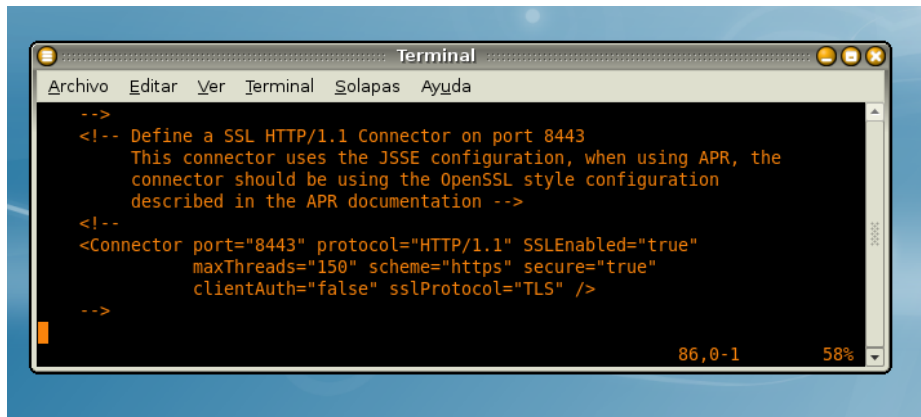 Terminal
Archivo Editar Ver Terminal Solapas Ayuda
-->
<!-- Define a SSL HTTP/1.1 Connector on port 8443
This connector uses the JSSE configuration, when using APR, the
connector should be using the OpenSSL style configuration
described in the APR documentation -->
<!--
<Connector port="8443" protocol="HTTP/1.1" SSLEnabled="true"
maxThreads="150" scheme="https" secure="true"
clientAuth="false" sslProtocol="TLS" />
-->
86,0-1 58%